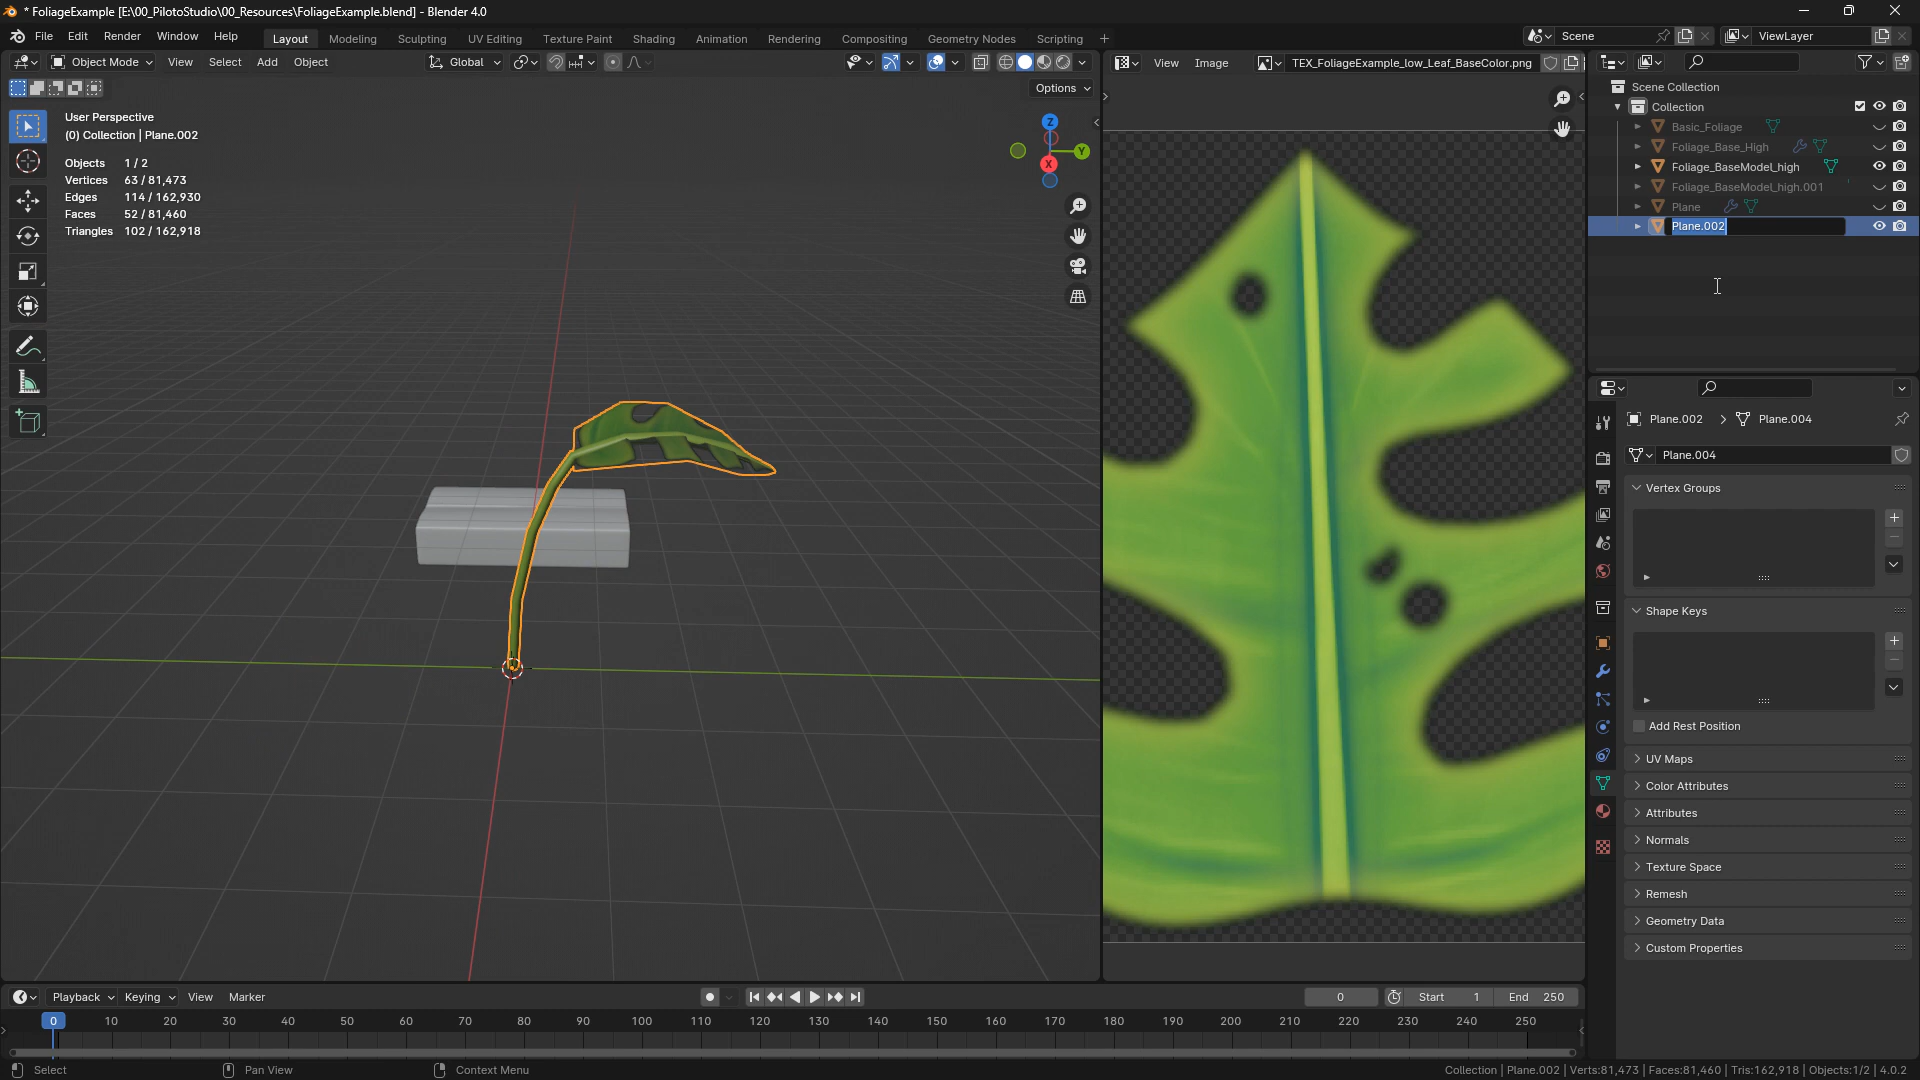 * FoliageExample [E:\00_PilotoStudio\00_Resources\FoliageExample.blend] - Blender 4.0
File Edit Render Window Help
Layout Modeling Sculpting UV Editing Texture Paint Shading Animation Rendering Compositing Geometry Nodes Scripting +
Scene
ViewLayer
Object Mode View Select Add Object
Global
View Image
TEX_FoliageExample_low_Leaf_BaseColor.png
Options
User Perspective
(0) Collection | Plane.002
Objects 1 / 2
Vertices 63 / 81,473
Edges 114 / 162,930
Faces 52 / 81,460
Triangles 102 / 162,918
Z
Y
X
Scene Collection
Collection
Basic_Foliage
Foliage_Base_High
Foliage_BaseModel_high
Foliage_BaseModel_high.001
Plane
Plane.002
Plane.002 > Plane.004
Plane.004
Vertex Groups
Shape Keys
Add Rest Position
UV Maps
Color Attributes
Attributes
Normals
Texture Space
Remesh
Geometry Data
Custom Properties
Playback Keying View Marker
0
Start 1
End 250
0 10 20 30 40 50 60 70 80 90 100 110 120 130 140 150 160 170 180 190 200 210 220 230 240 250
Select
Pan View
Context Menu
Collection | Plane.002 | Verts:81,473 | Faces:81,460 | Tris:162,918 | Objects:1/2 | 4.0.2